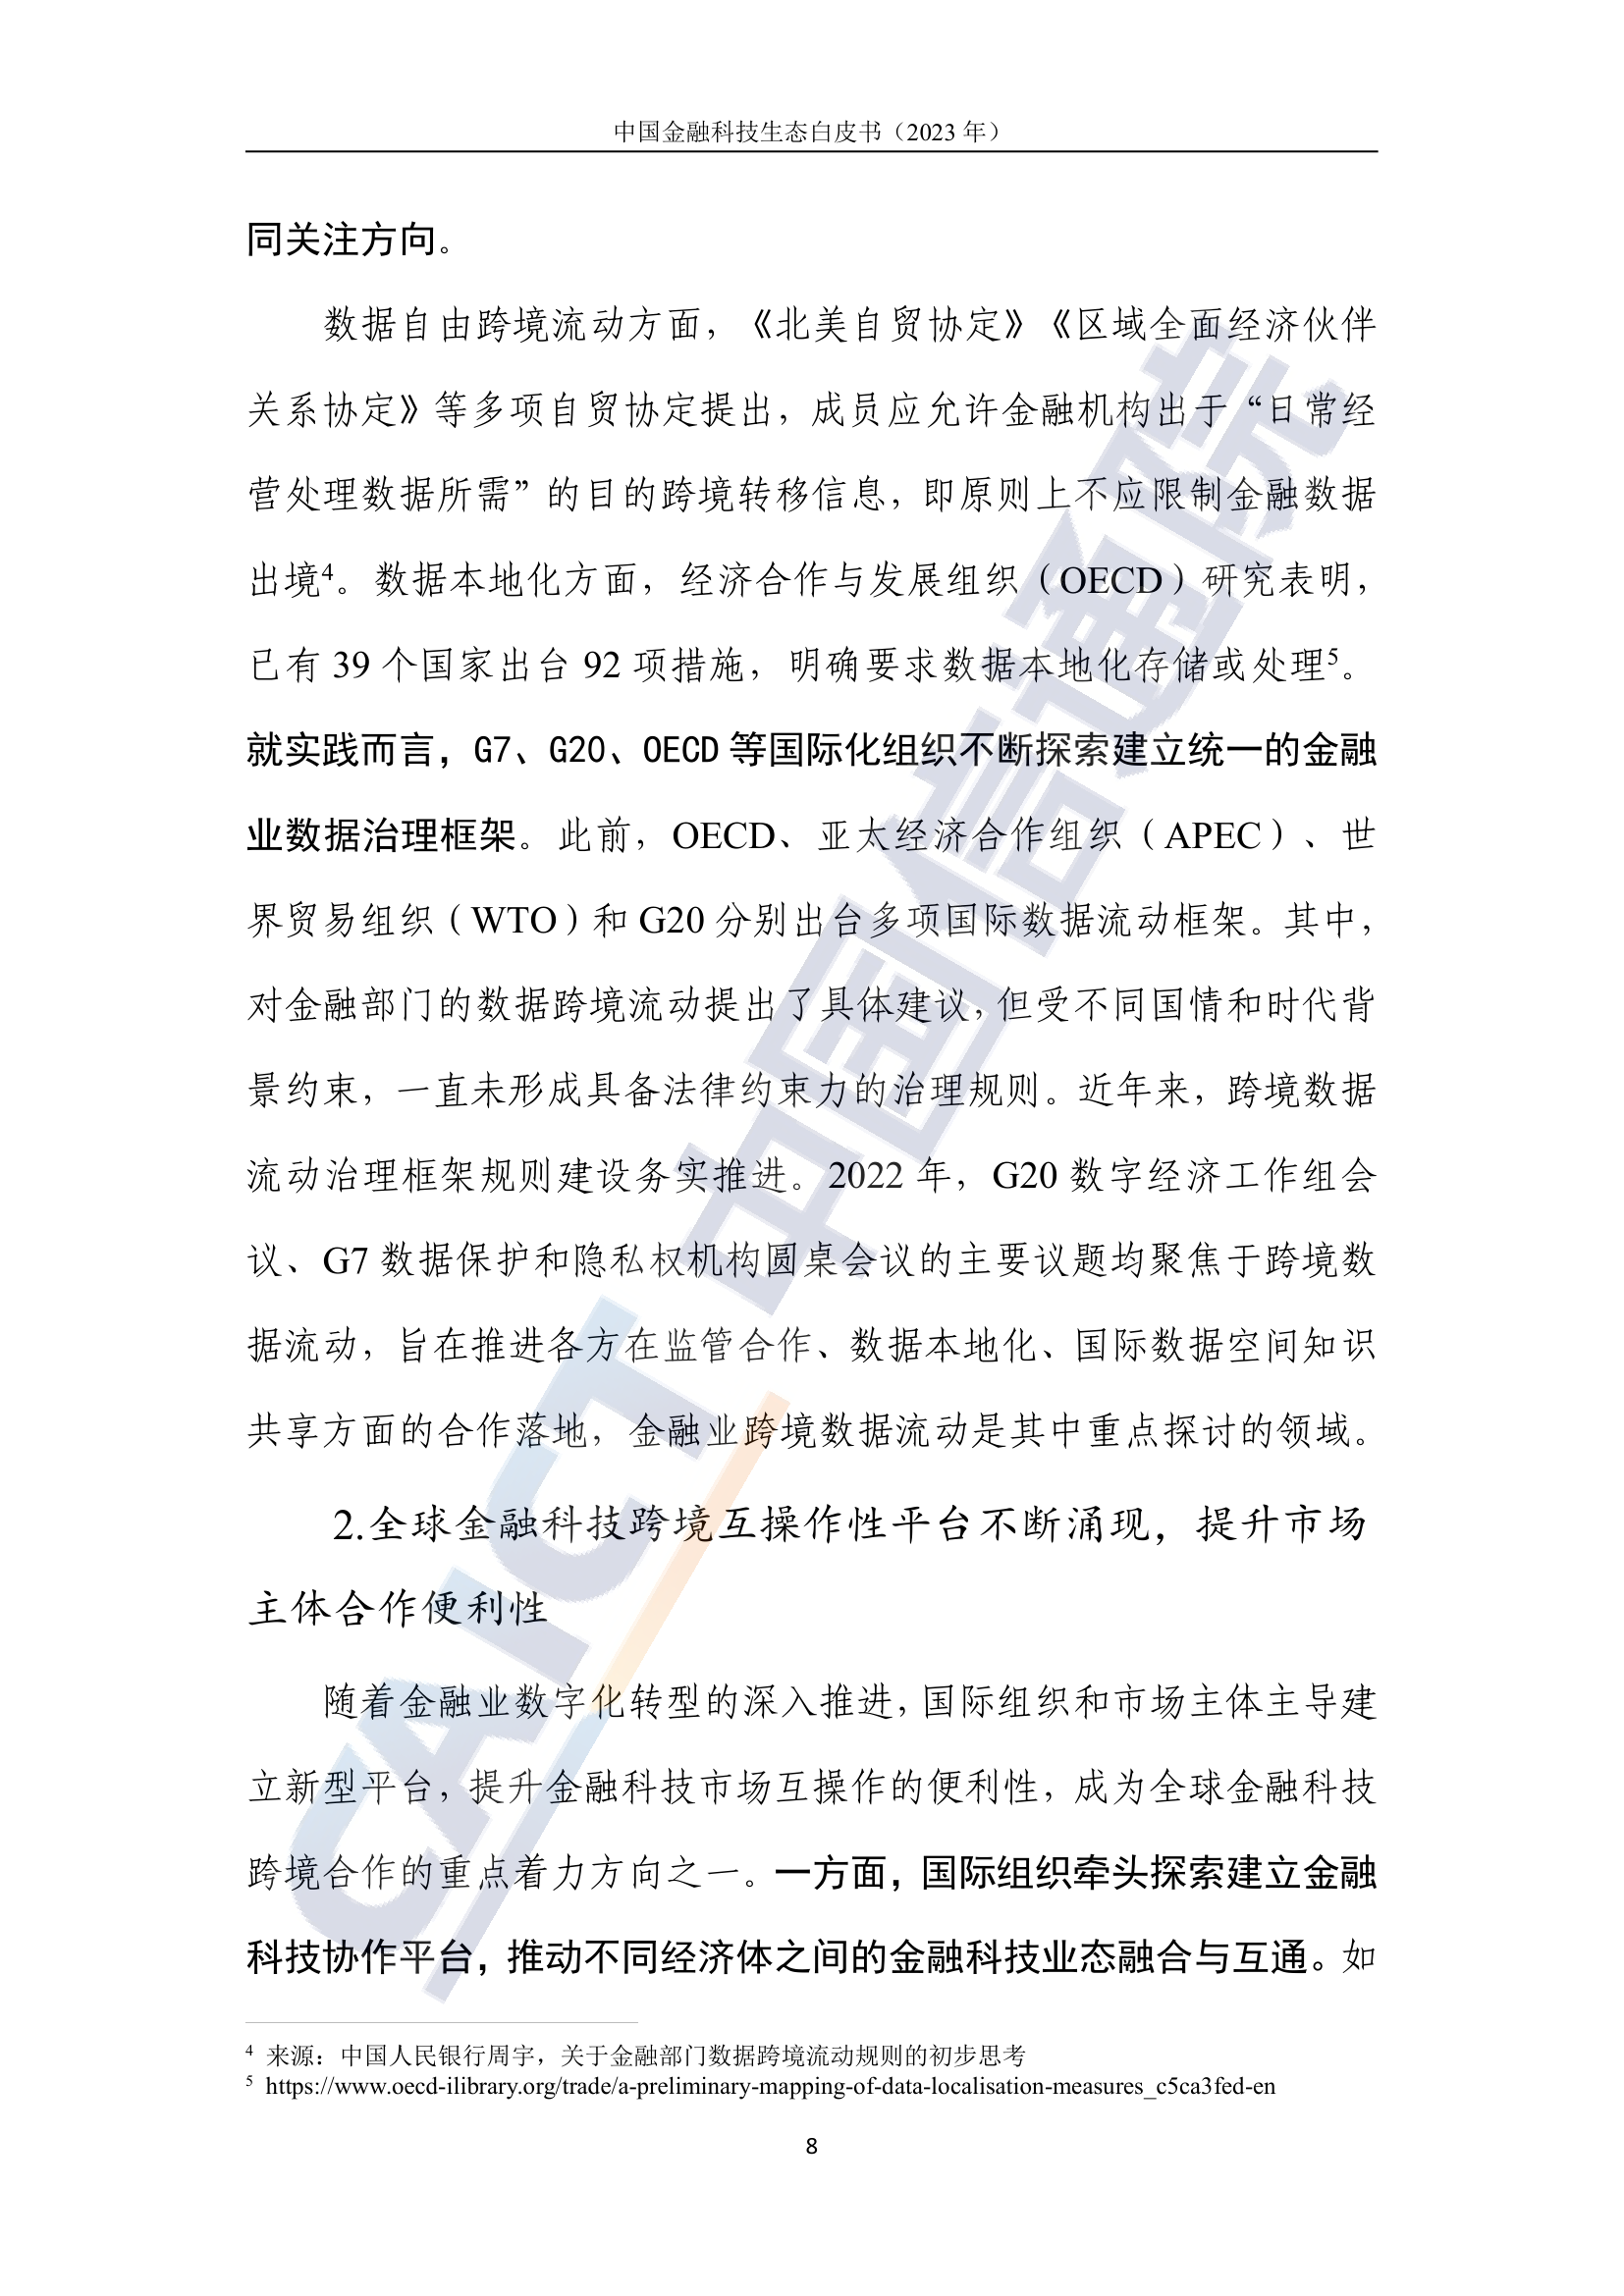 中国金融科技生态白皮书（2023 年）
同关注方向。
数据自由跨境流动方面，《北美自贸协定》《区域全面经济伙伴
关系协定》等多项自贸协定提出，成员应允许金融机构出于“日常经
营处理数据所需”的目的跨境转移信息，即原则上不应限制金融数据
出境4。数据本地化方面，经济合作与发展组织（OECD）研究表明，
已有 39 个国家出台 92 项措施，明确要求数据本地化存储或处理5。
就实践而言，G7、G20、OECD 等国际化组织不断探索建立统一的金融
业数据治理框架。此前，OECD、亚太经济合作组织（APEC）、世
界贸易组织（WTO）和 G20 分别出台多项国际数据流动框架。其中，
对金融部门的数据跨境流动提出了具体建议，但受不同国情和时代背
景约束，一直未形成具备法律约束力的治理规则。近年来，跨境数据
流动治理框架规则建设务实推进。2022 年，G20 数字经济工作组会
议、G7 数据保护和隐私权机构圆桌会议的主要议题均聚焦于跨境数
据流动，旨在推进各方在监管合作、数据本地化、国际数据空间知识
共享方面的合作落地，金融业跨境数据流动是其中重点探讨的领域。
2.全球金融科技跨境互操作性平台不断涌现，提升市场
主体合作便利性
随着金融业数字化转型的深入推进，国际组织和市场主体主导建
立新型平台，提升金融科技市场互操作的便利性，成为全球金融科技
跨境合作的重点着力方向之一。一方面，国际组织牵头探索建立金融
科技协作平台，推动不同经济体之间的金融科技业态融合与互通。如
4 来源：中国人民银行周宇，关于金融部门数据跨境流动规则的初步思考
5 https://www.oecd-ilibrary.org/trade/a-preliminary-mapping-of-data-localisation-measures_c5ca3fed-en
8
CAICT 中国信通院